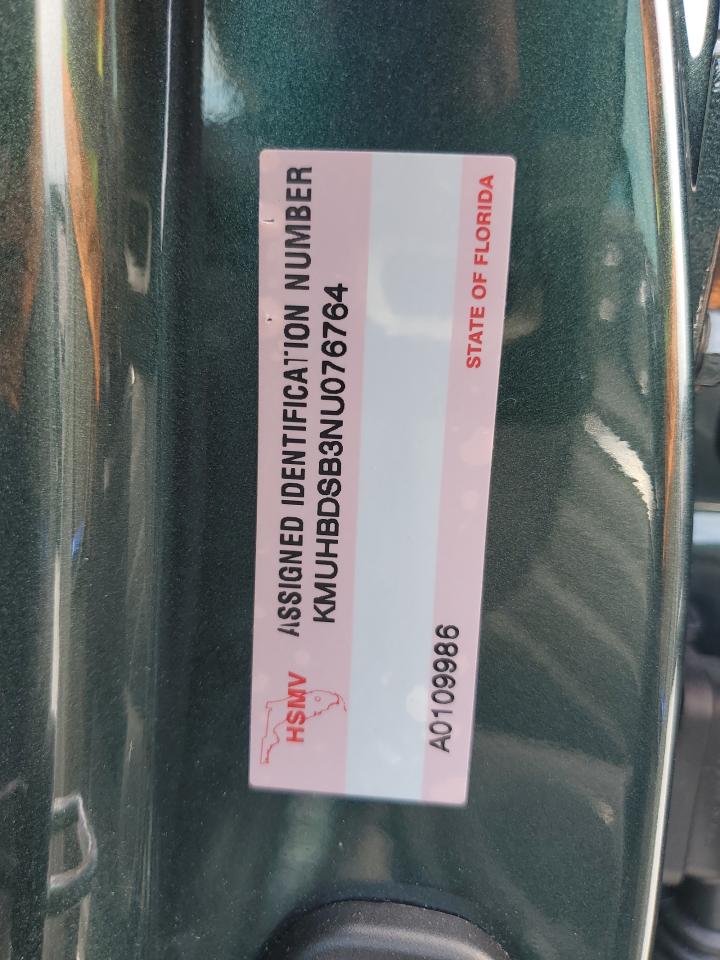 ASSIGNED IDENTIFICATION NUMBER
KMUHBDSB3NU076764
HSMV
A0109986
STATE OF FLORIDA